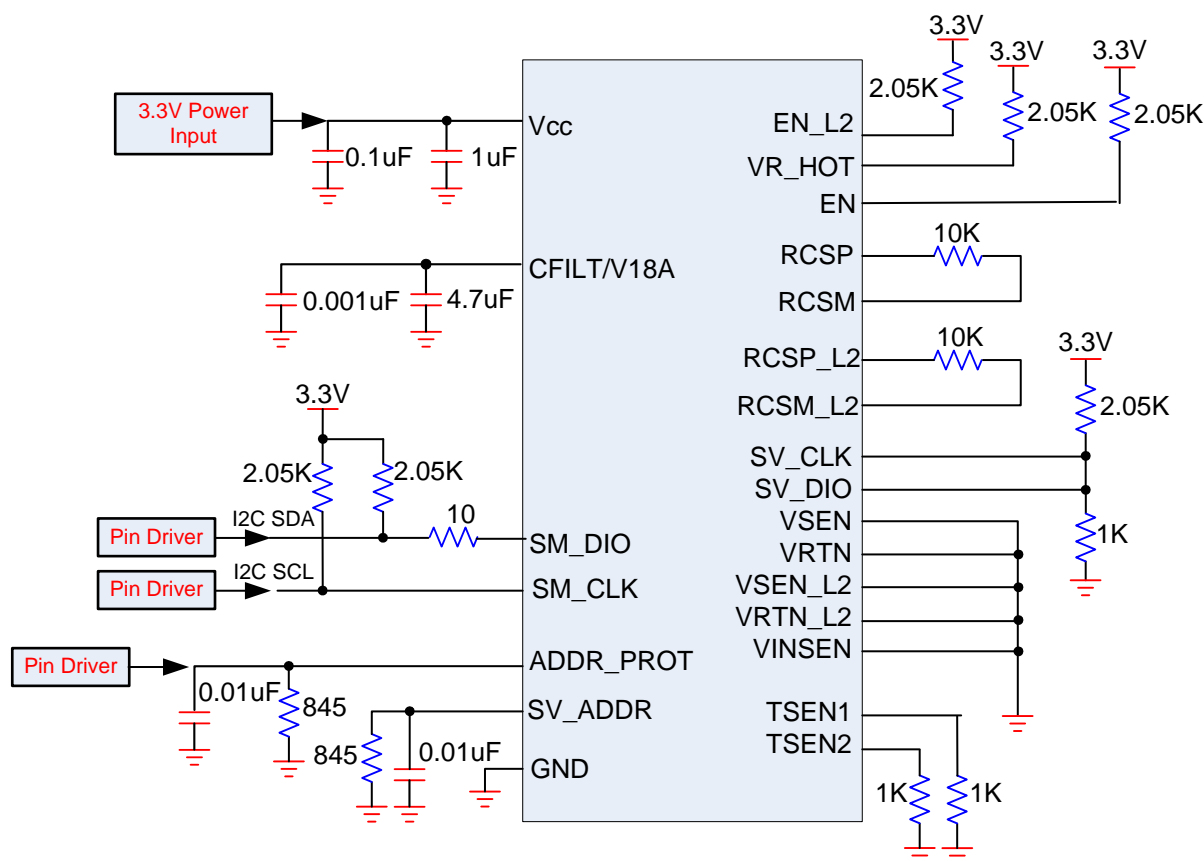 3.3V
3.3V
3.3V
2.05K
2.05K
2.05K
3.3V Power
Input
Vcc
0.1uF
1uF
EN_L2
VR_HOT
EN
10K
RCSP
RCSM
CFILT/V18A
0.001uF
4.7uF
10K
RCSP_L2
RCSM_L2
3.3V
2.05K
3.3V
2.05K
2.05K
SV_CLK
SV_DIO
Pin Driver
I2C SDA
10
SM_DIO
VSEN
1K
VRTN
Pin Driver
I2C SCL
SM_CLK
VSEN_L2
VRTN_L2
VINSEN
Pin Driver
ADDR_PROT
0.01uF
845
SV_ADDR
845
0.01uF
GND
TSEN1
TSEN2
1K
1K